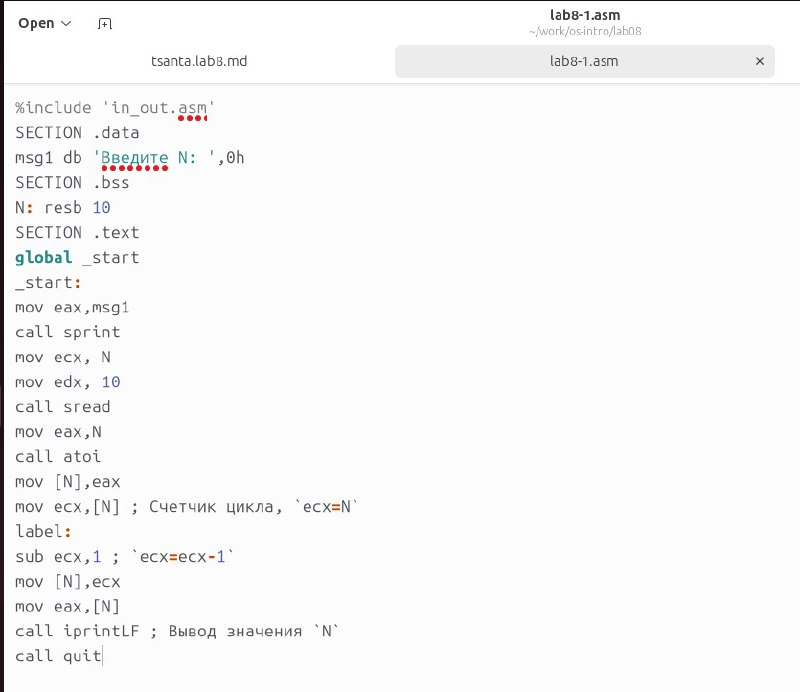 Open
lab8-1.asm
~/work/os-intro/lab08
tsanta.lab8.md
lab8-1.asm
%include 'in_out.asm'
SECTION .data
msg1 db 'Введите N: ',0h
SECTION .bss
N: resb 10
SECTION .text
global _start
_start:
mov eax,msg1
call sprint
mov ecx, N
mov edx, 10
call sread
mov eax,N
call atoi
mov [N],eax
mov ecx,[N] ; Счетчик цикла, `ecx=N`
label:
sub ecx,1 ; `ecx=ecx-1`
mov [N],ecx
mov eax,[N]
call iprintLF ; Вывод значения `N`
call quit